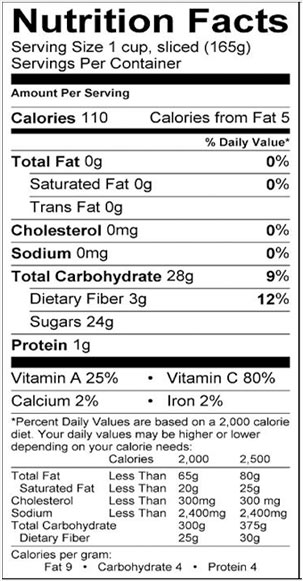 Nutrition Facts
Serving Size 1 cup, sliced (165g)
Servings Per Container
Amount Per Serving
Calories 110 Calories from Fat 5
% Daily Value*
Total Fat 0g 0%
Saturated Fat 0g 0%
Trans Fat 0g
Cholesterol 0mg 0%
Sodium 0mg 0%
Total Carbohydrate 28g 9%
Dietary Fiber 3g 12%
Sugars 24g
Protein 1g
Vitamin A 25% • Vitamin C 80%
Calcium 2% • Iron 2%
*Percent Daily Values are based on a 2,000 calorie
diet. Your daily values may be higher or lower
depending on your calorie needs:
Calories 2,000 2,500
Total Fat Less Than 65g 80g
Saturated Fat Less Than 20g 25g
Cholesterol Less Than 300mg 300 mg
Sodium Less Than 2,400mg 2,400mg
Total Carbohydrate 300g 375g
Dietary Fiber 25g 30g
Calories per gram:
Fat 9 • Carbohydrate 4 • Protein 4